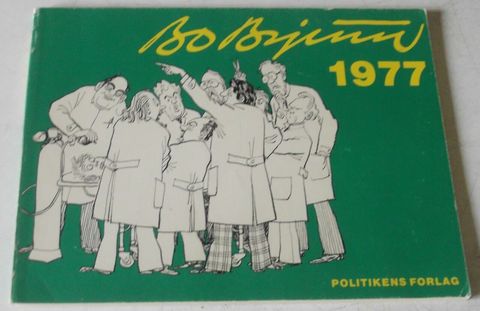 Bo Bojesen
1977
POLITIKENS FORLAG